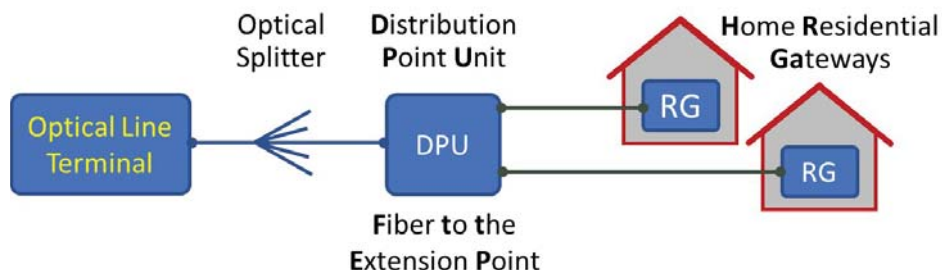 Optical
Splitter
Distribution
Point Unit
Home Residential
Gateways
Optical Line
Terminal
DPU
RG
RG
Fiber to the
Extension Point